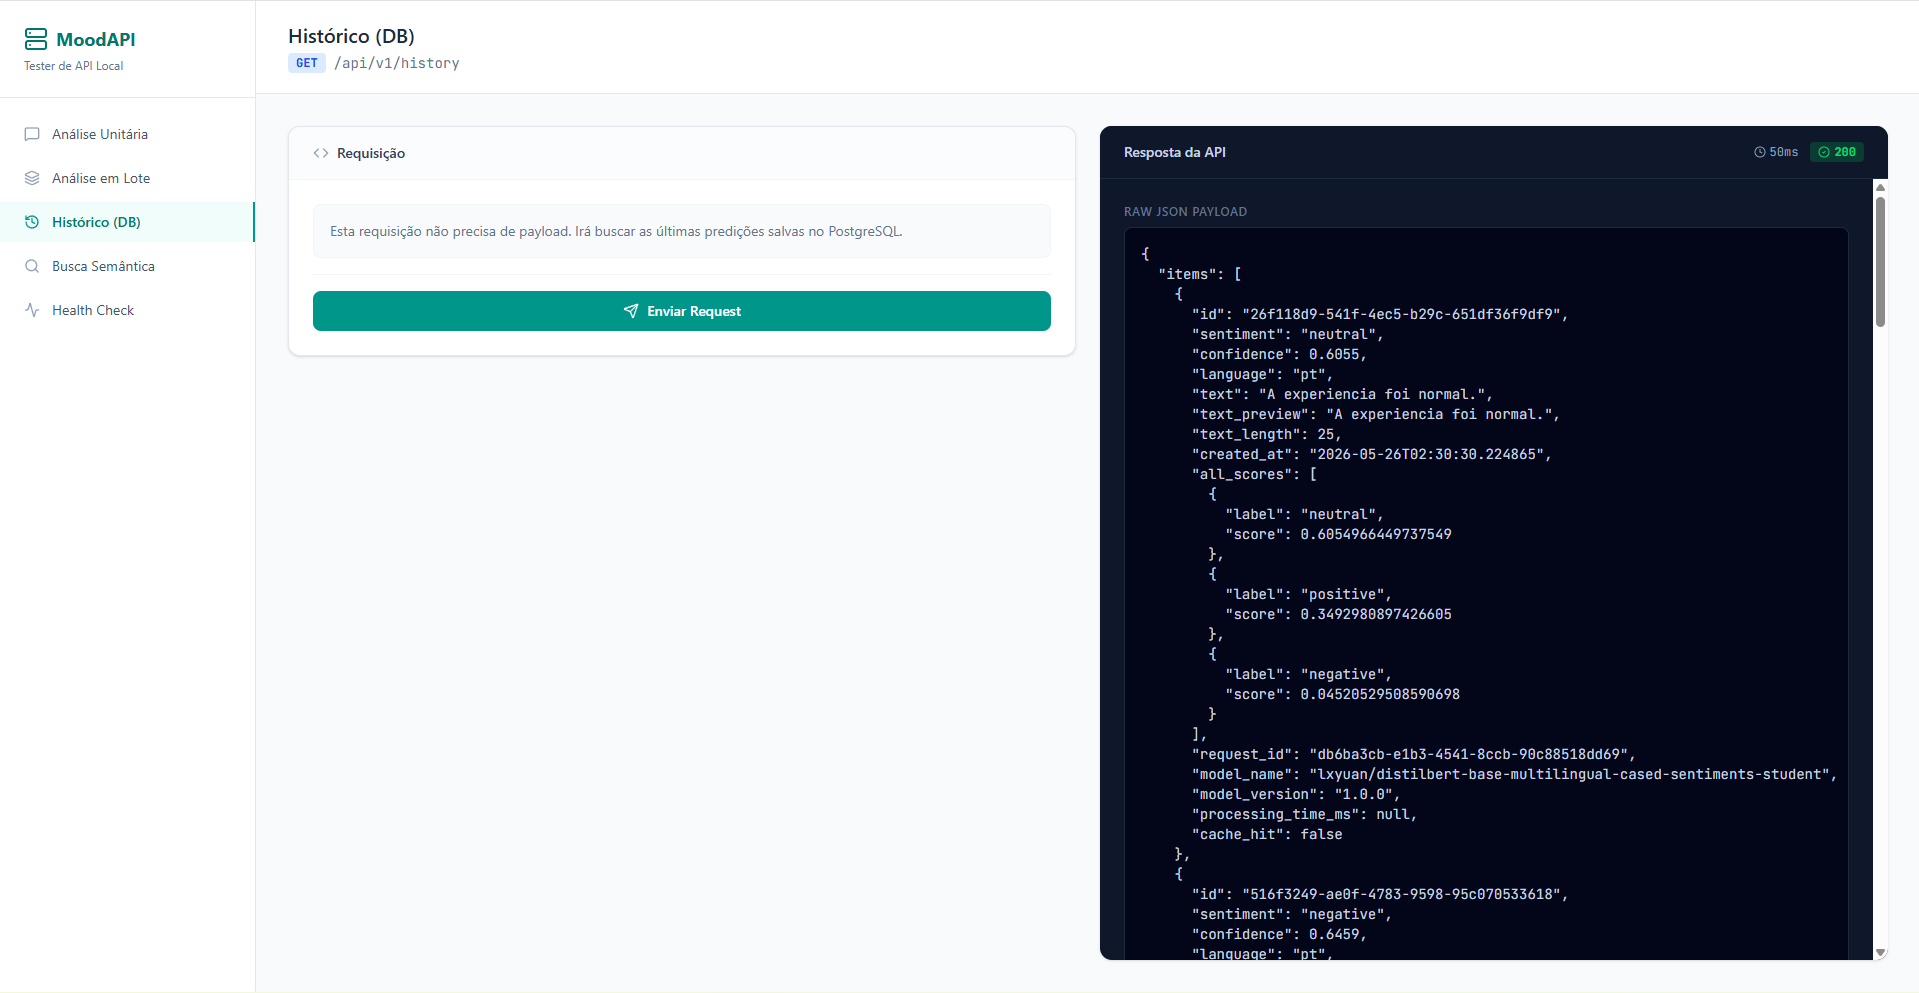 MoodAPI
Tester de API Local
Análise Unitária
Análise em Lote
Histórico (DB)
Busca Semântica
Health Check
Histórico (DB)
GET /api/v1/history
Requisição
Esta requisição não precisa de payload. Irá buscar as últimas predições salvas no PostgreSQL.
Enviar Request
Resposta da API
50ms
200
RAW JSON PAYLOAD
{
"items": [
{
"id": "26f118d9-541f-4ec5-b29c-651df36f9df9",
"sentiment": "neutral",
"confidence": 0.6055,
"language": "pt",
"text": "A experiencia foi normal.",
"text_preview": "A experiencia foi normal.",
"text_length": 25,
"created_at": "2026-05-26T02:30:30.224865",
"all_scores": [
{
"label": "neutral",
"score": 0.6054966449737549
},
{
"label": "positive",
"score": 0.3492980897426605
},
{
"label": "negative",
"score": 0.04520529508590698
}
],
"request_id": "db6ba3cb-e1b3-4541-8ccb-90c88518dd69",
"model_name": "lxyuan/distilbert-base-multilingual-cased-sentiments-student",
"model_version": "1.0.0",
"processing_time_ms": null,
"cache_hit": false
},
{
"id": "516f3249-ae0f-4783-9598-95c070533618",
"sentiment": "negative",
"confidence": 0.6459,
"language": "pt",